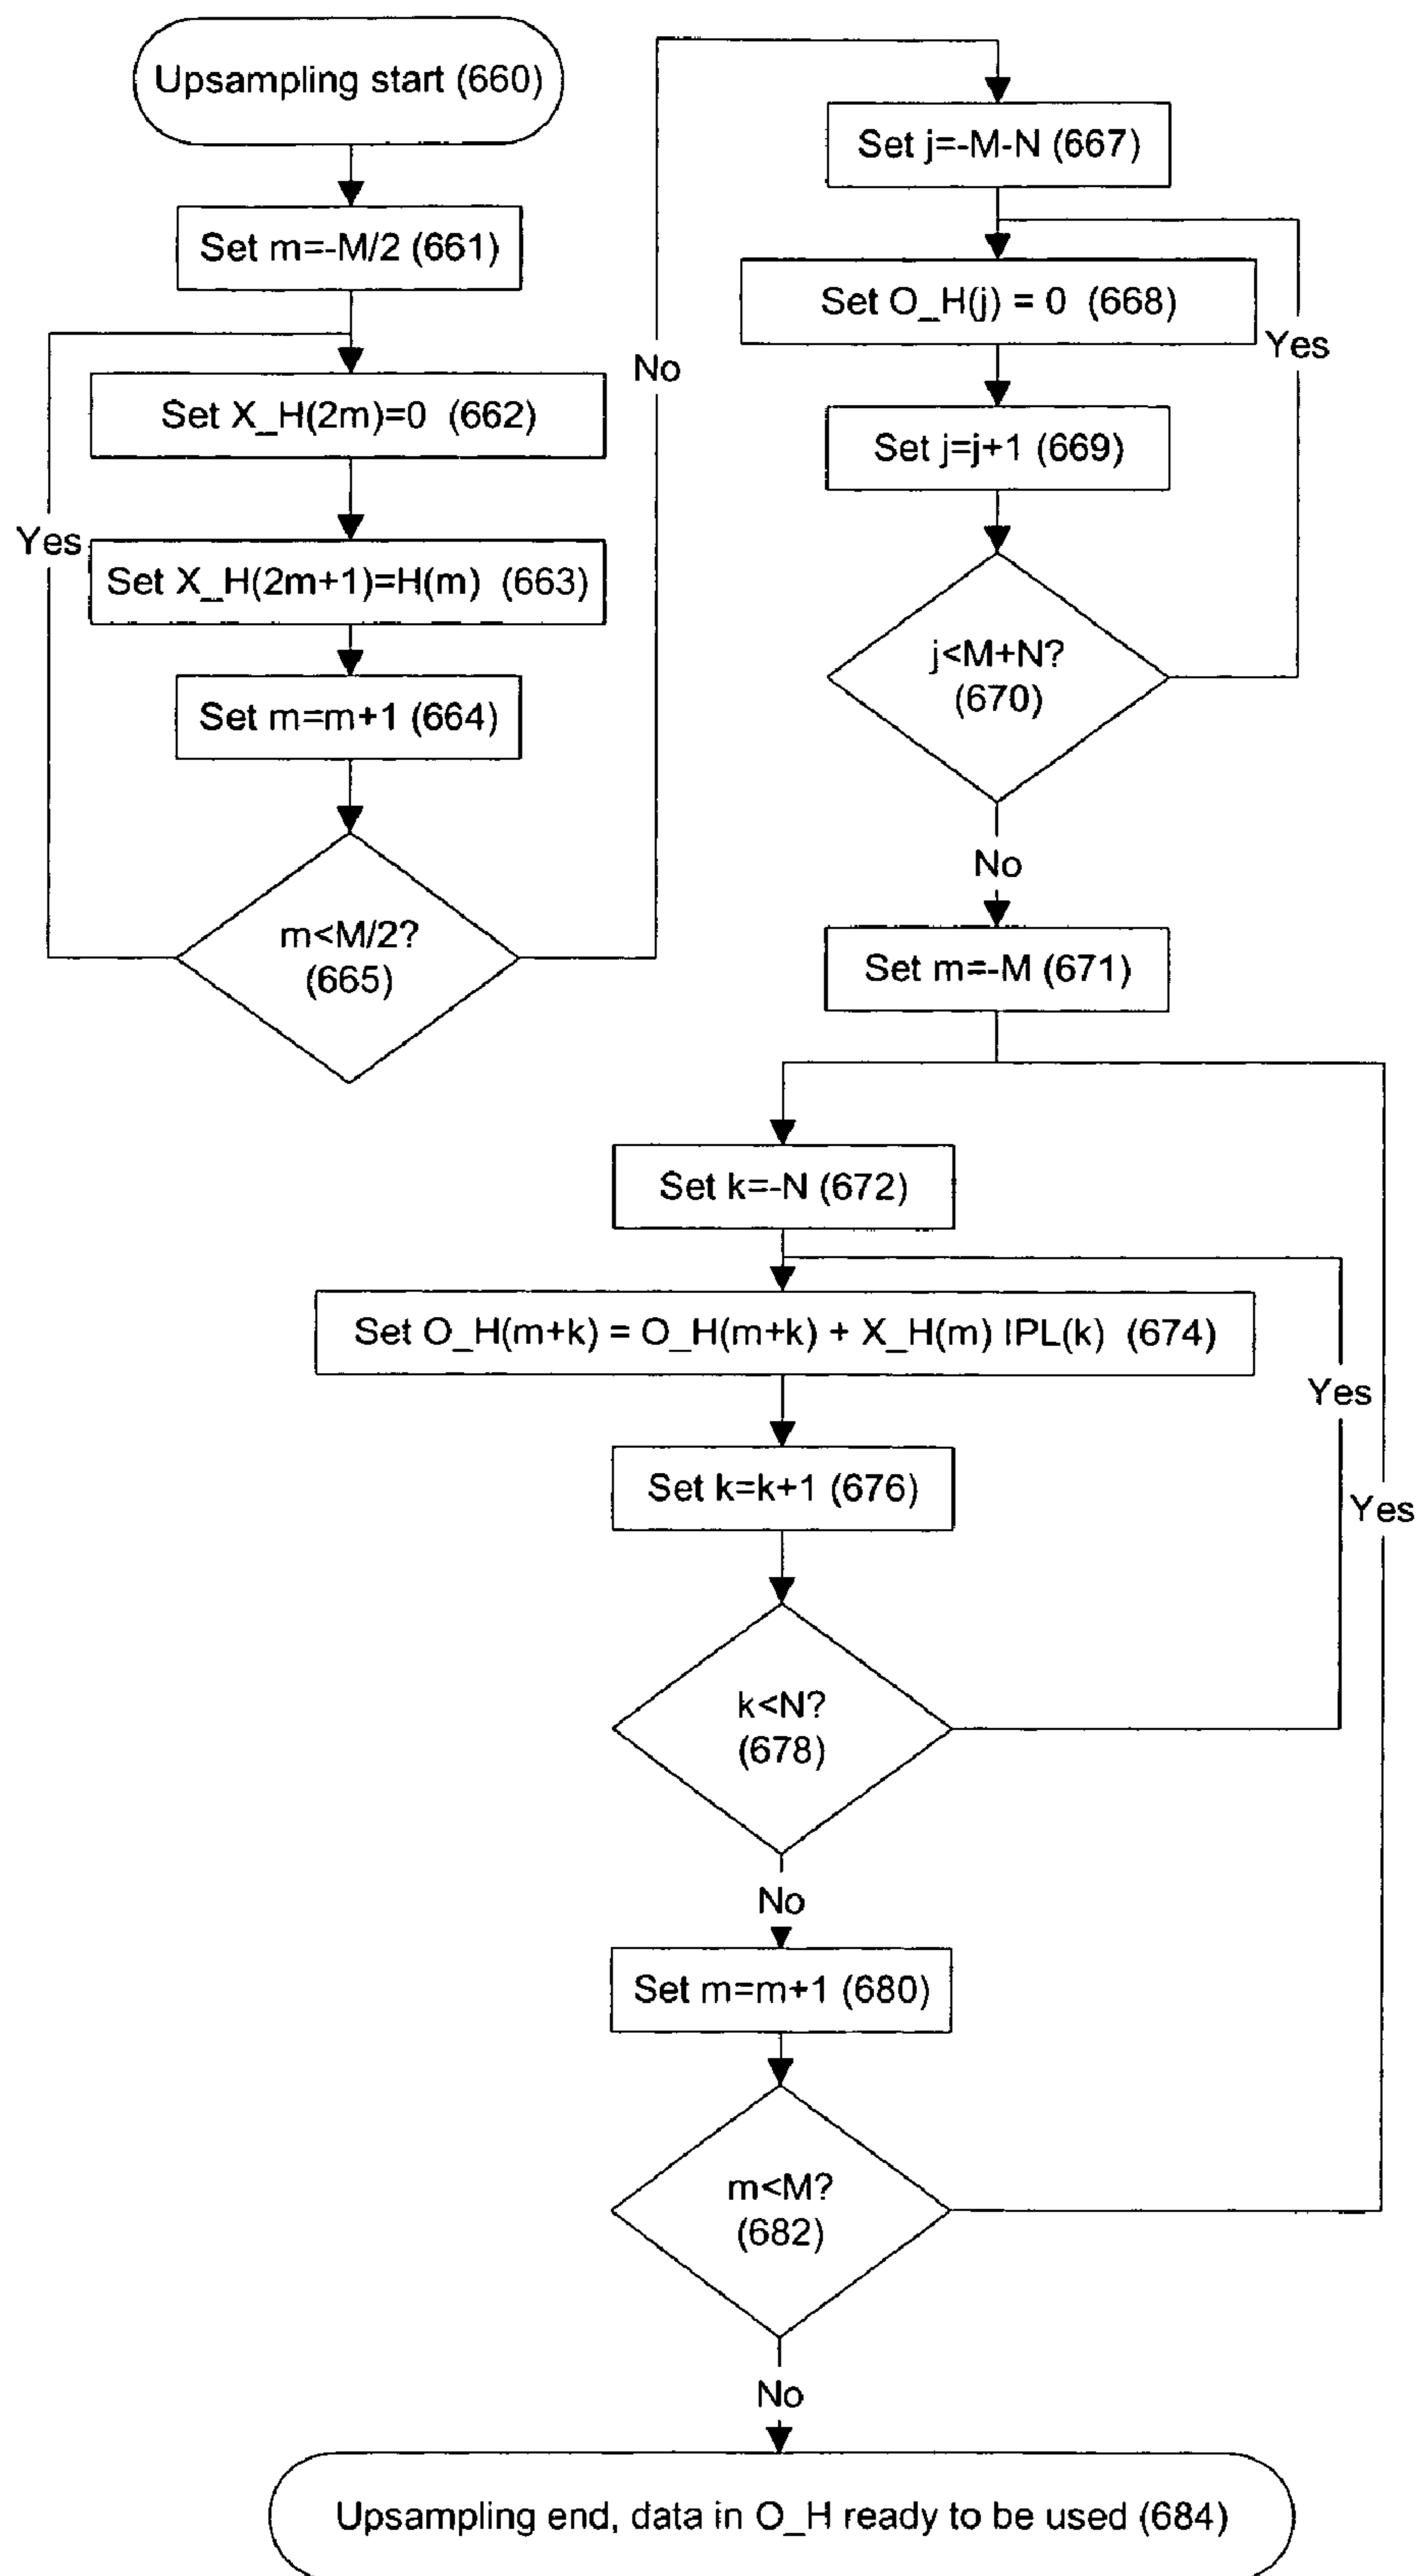 Upsampling start (660)
Set m=-M/2 (661)
Set X_H(2m)=0 (662)
Set X_H(2m+1)=H(m) (663)
Set m=m+1 (664)
m<M/2?
(665)
Yes
No
Set j=-M-N (667)
Set O_H(j) = 0 (668)
Set j=j+1 (669)
j<M+N?
(670)
Yes
No
Set m=-M (671)
Set k=-N (672)
Set O_H(m+k) = O_H(m+k) + X_H(m) IPL(k) (674)
Set k=k+1 (676)
k<N?
(678)
Yes
No
Set m=m+1 (680)
m<M?
(682)
Yes
No
Upsampling end, data in O_H ready to be used (684)